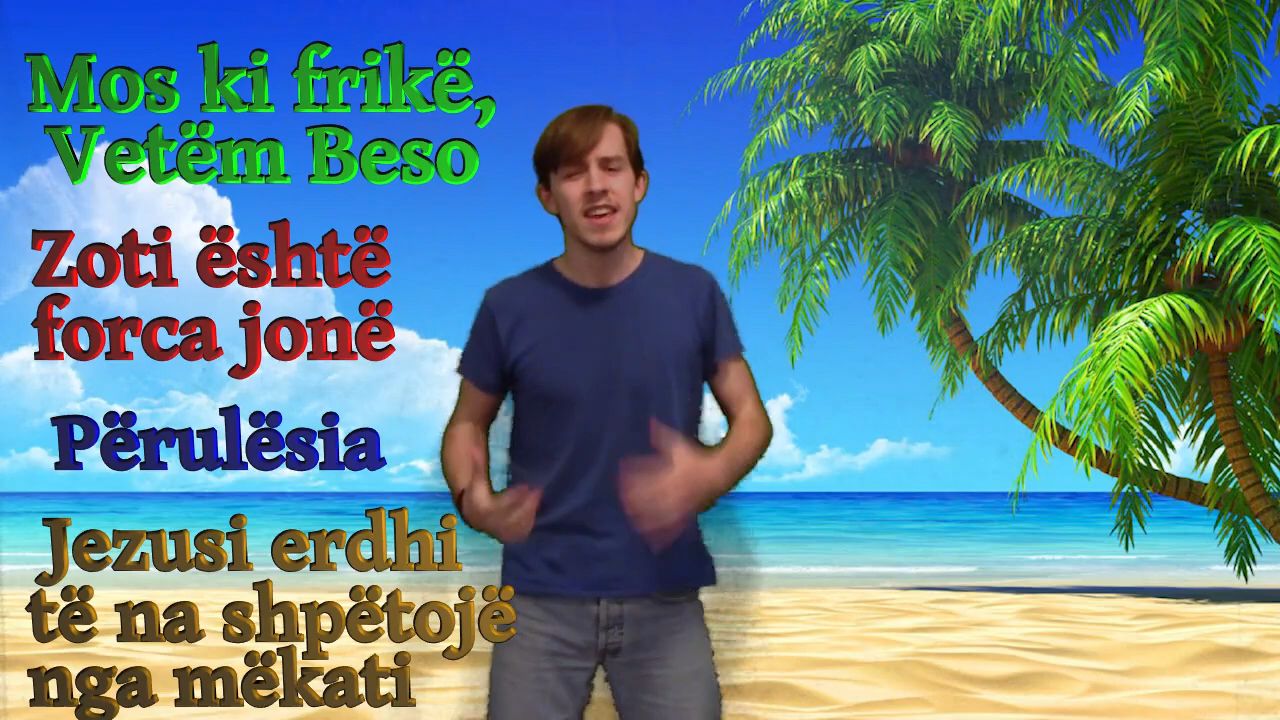 Mos ki frikë,
Vetëm Beso
Zoti është
forca jonë
Përulësia
Jezusi erdhi
të na shpëtojë
nga mëkati